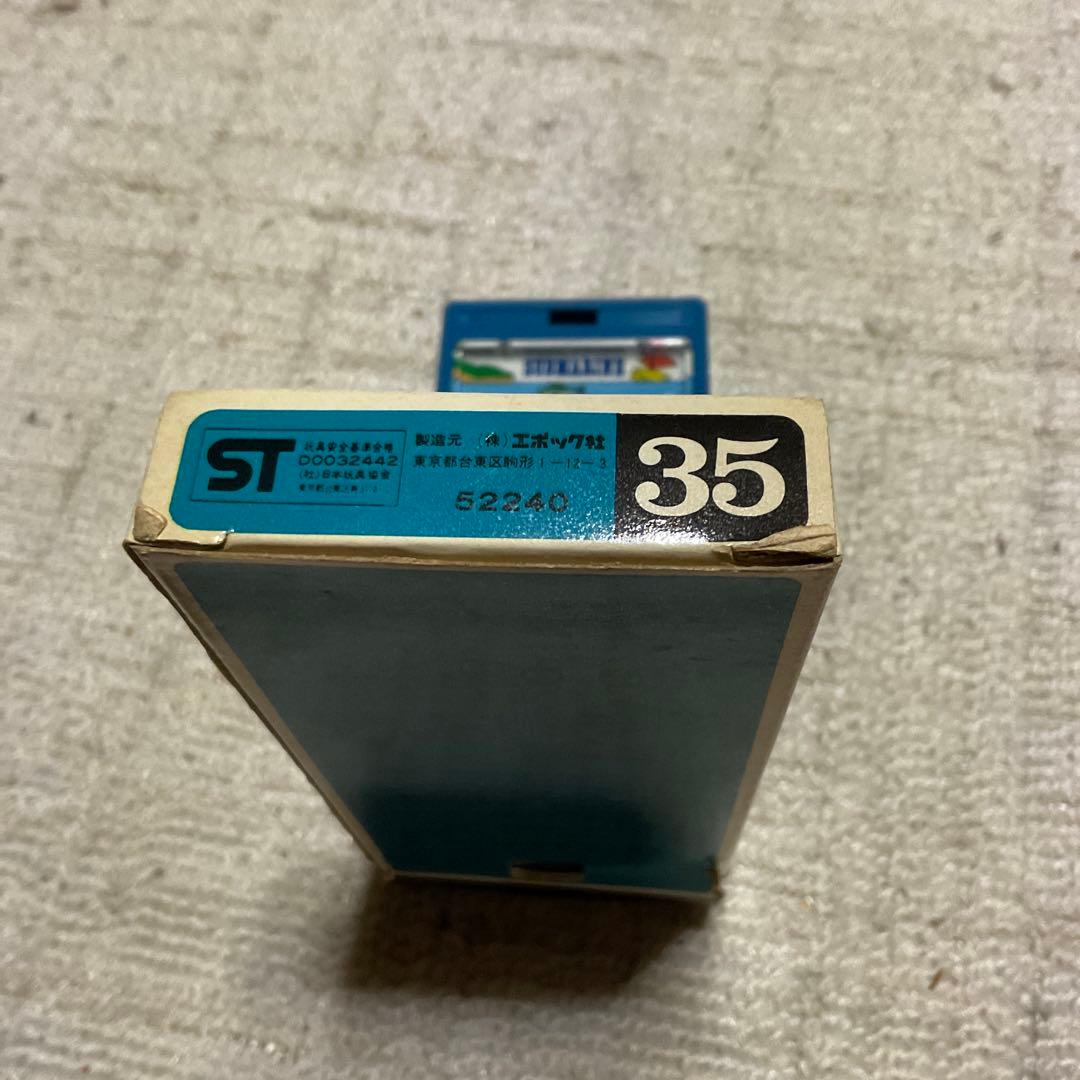 ST
玩具安全基準合格
D0032442
(社)日本玩具協会
製造元 (株)エポック社
東京都台東区駒形1-12-3
52240
35